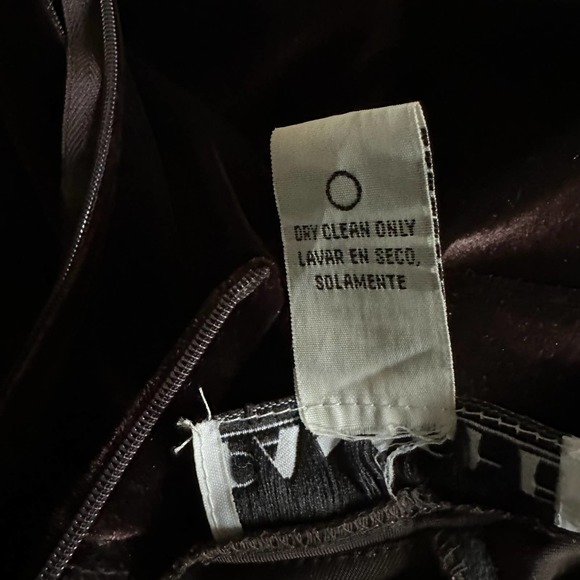 DRY CLEAN ONLY
LAVAR EN SECO,
SOLAMENTE